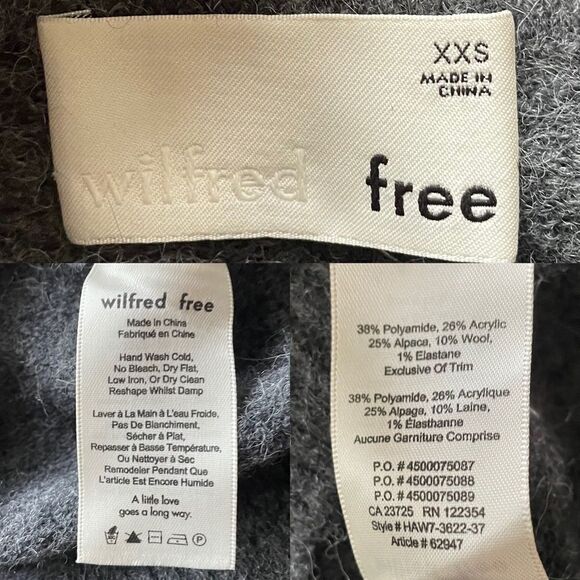 XXS
MADE IN
CHINA
wilfred free
wilfred free
Made in China
Fabriqué en Chine
Hand Wash Cold,
No Bleach, Dry Flat,
Low Iron, Or Dry Clean
Reshape Whilst Damp
Laver à La Main à L'eau Froide,
Pas De Blanchiment,
Sécher à Plat,
Repasser à Basse Température,
Ou Nettoyer à Sec
Remodeler Pendant Que
L'article Est Encore Humide
A little love
goes a long way.
P
38% Polyamide, 26% Acrylic
25% Alpaca, 10% Wool,
1% Elastane
Exclusive Of Trim
38% Polyamide, 26% Acrylique
25% Alpaga, 10% Laine,
1% Élasthanne
Aucune Garniture Comprise
P.O. # 4500075087
P.O. # 4500075088
P.O. # 4500075089
CA 23725 RN 122354
Style # HAW7-3622-37
Article # 62947